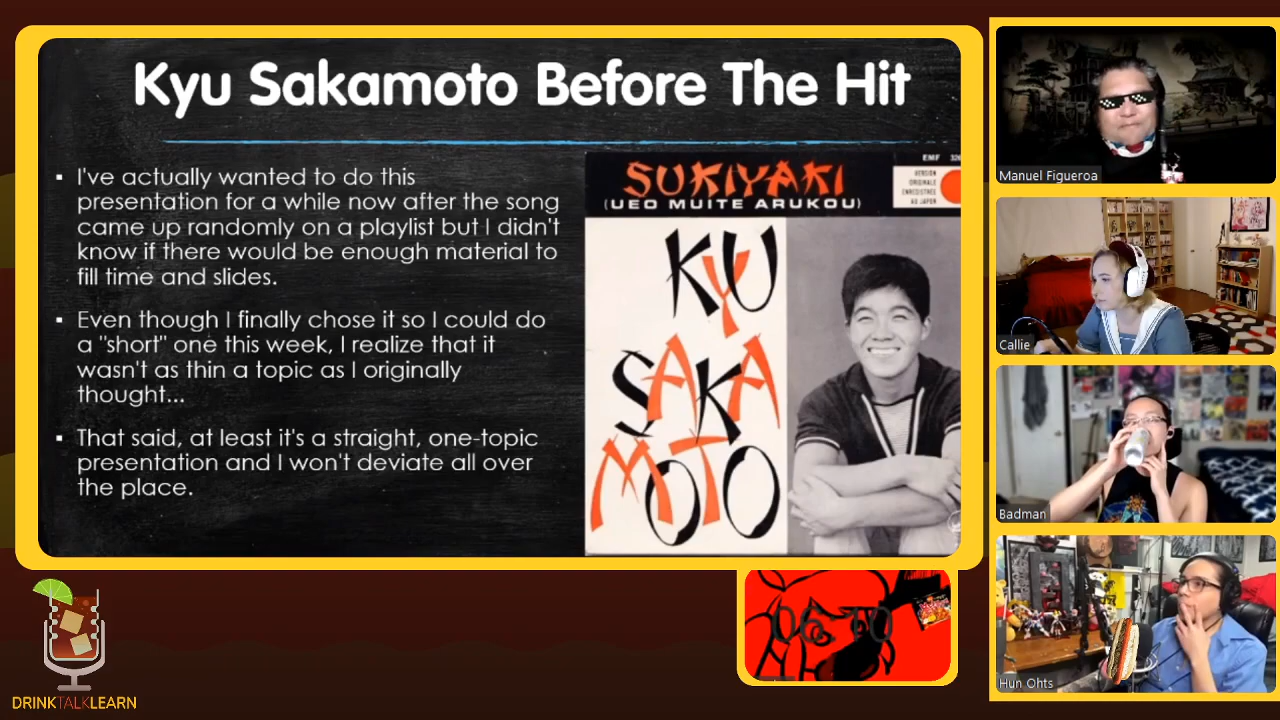 Kyu Sakamoto Before The Hit
▪ I've actually wanted to do this
presentation for a while now after the song
came up randomly on a playlist but I didn't
know if there would be enough material to
fill time and slides.
▪ Even though I finally chose it so I could do
a "short" one this week, I realize that it
wasn't as thin a topic as I originally
thought...
▪ That said, at least it's a straight, one-topic
presentation and I won't deviate all over
the place.
SUKIYAKI
(UEO MUITE ARUKOU)
EMF 326
VERSION
ORIGINALE
ENREGISTRÉE
AU JAPON
KYU
SAKA
MOTO
Manuel Figueroa
Callie
Badman
Hun Ohts
DRINKTALKLEARN